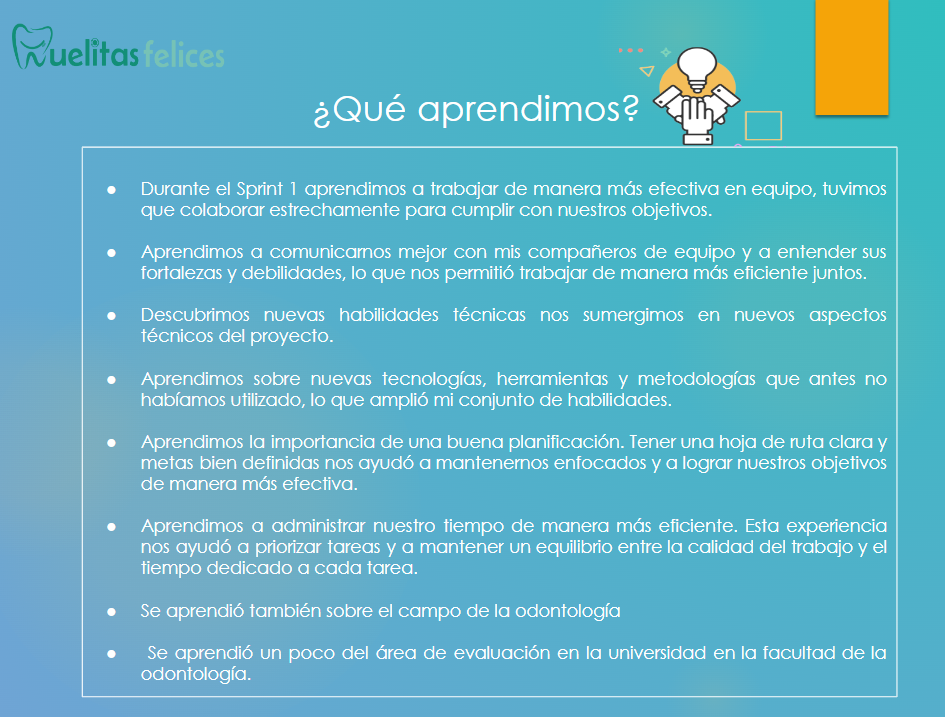 Muelitas felices
¿Qué aprendimos?
● Durante el Sprint 1 aprendimos a trabajar de manera más efectiva en equipo, tuvimos
que colaborar estrechamente para cumplir con nuestros objetivos.
● Aprendimos a comunicarnos mejor con mis compañeros de equipo y a entender sus
fortalezas y debilidades, lo que nos permitió trabajar de manera más eficiente juntos.
● Descubrimos nuevas habilidades técnicas nos sumergimos en nuevos aspectos
técnicos del proyecto.
● Aprendimos sobre nuevas tecnologías, herramientas y metodologías que antes no
habíamos utilizado, lo que amplió mi conjunto de habilidades.
● Aprendimos la importancia de una buena planificación. Tener una hoja de ruta clara y
metas bien definidas nos ayudó a mantenernos enfocados y a lograr nuestros objetivos
de manera más efectiva.
● Aprendimos a administrar nuestro tiempo de manera más eficiente. Esta experiencia
nos ayudó a priorizar tareas y a mantener un equilibrio entre la calidad del trabajo y el
tiempo dedicado a cada tarea.
● Se aprendió también sobre el campo de la odontología
● Se aprendió un poco del área de evaluación en la universidad en la facultad de la
odontología.